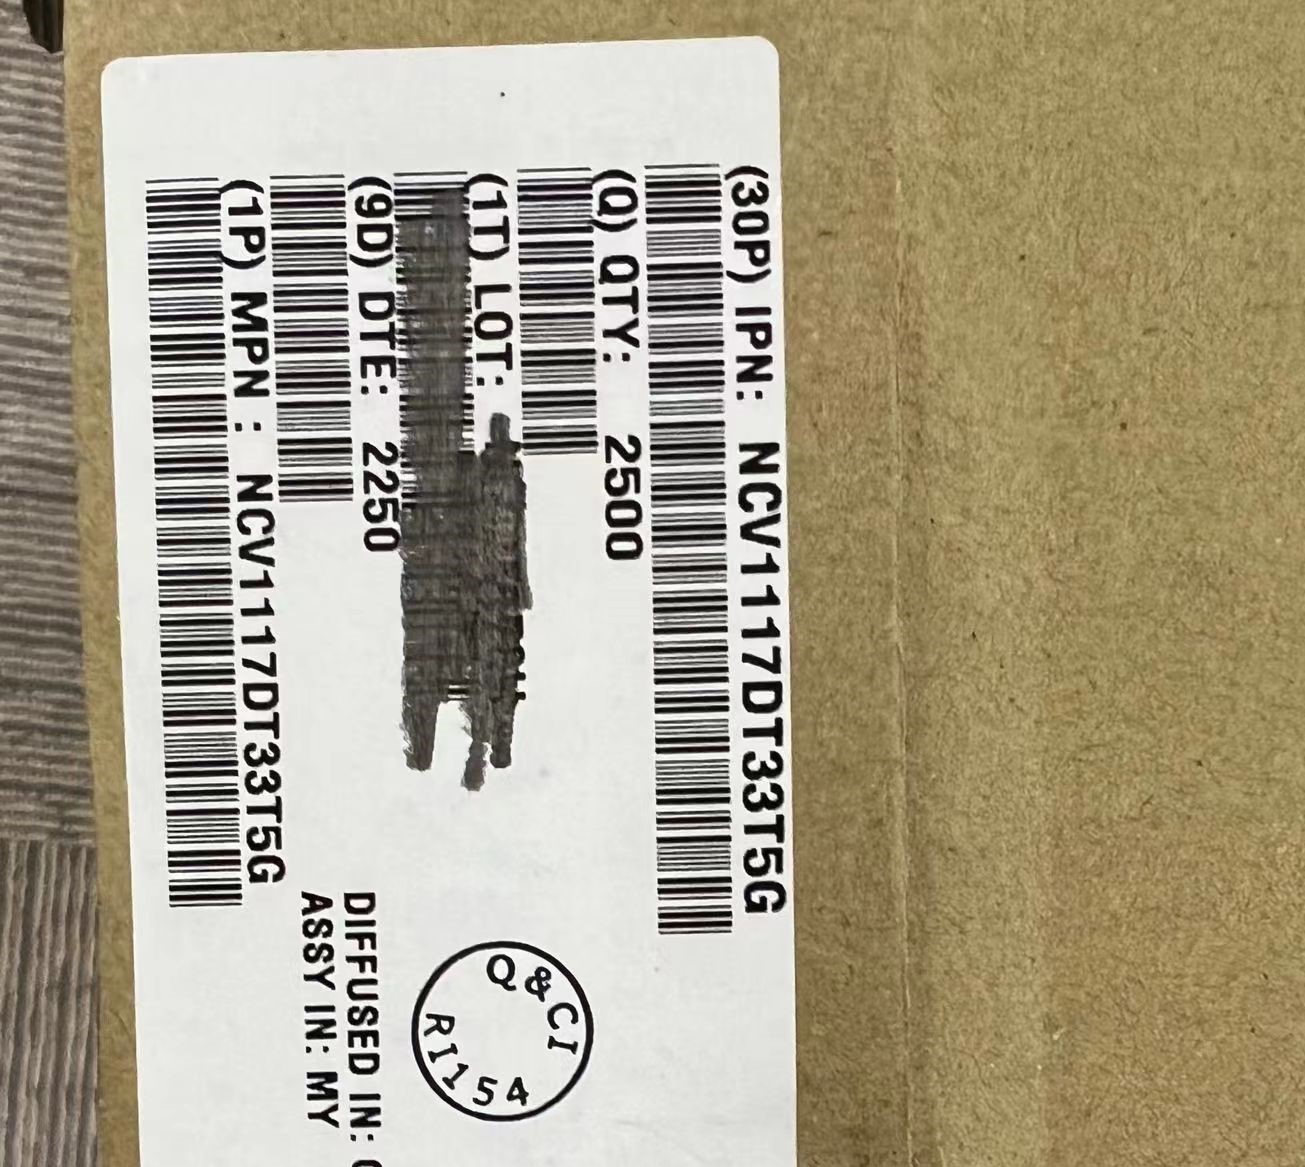 (30P) IPN: NCV1117DT33T5G
(Q) QTY: 2500
(1T) LOT:
(9D) DTE: 2250
(1P) MPN : NCV1117DT33T5G
Q&CI
RI154
DIFFUSED IN:
ASSY IN: MY